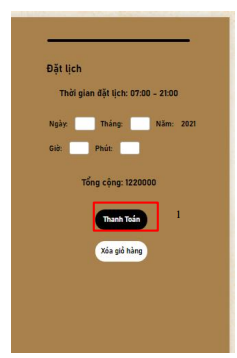 Đặt lịch
Thời gian đặt lịch: 07:00 - 21:00
Ngày: Tháng: Năm: 2021
Giờ: Phút:
Tổng cộng: 1220000
Thanh Toán 1
Xóa giỏ hàng